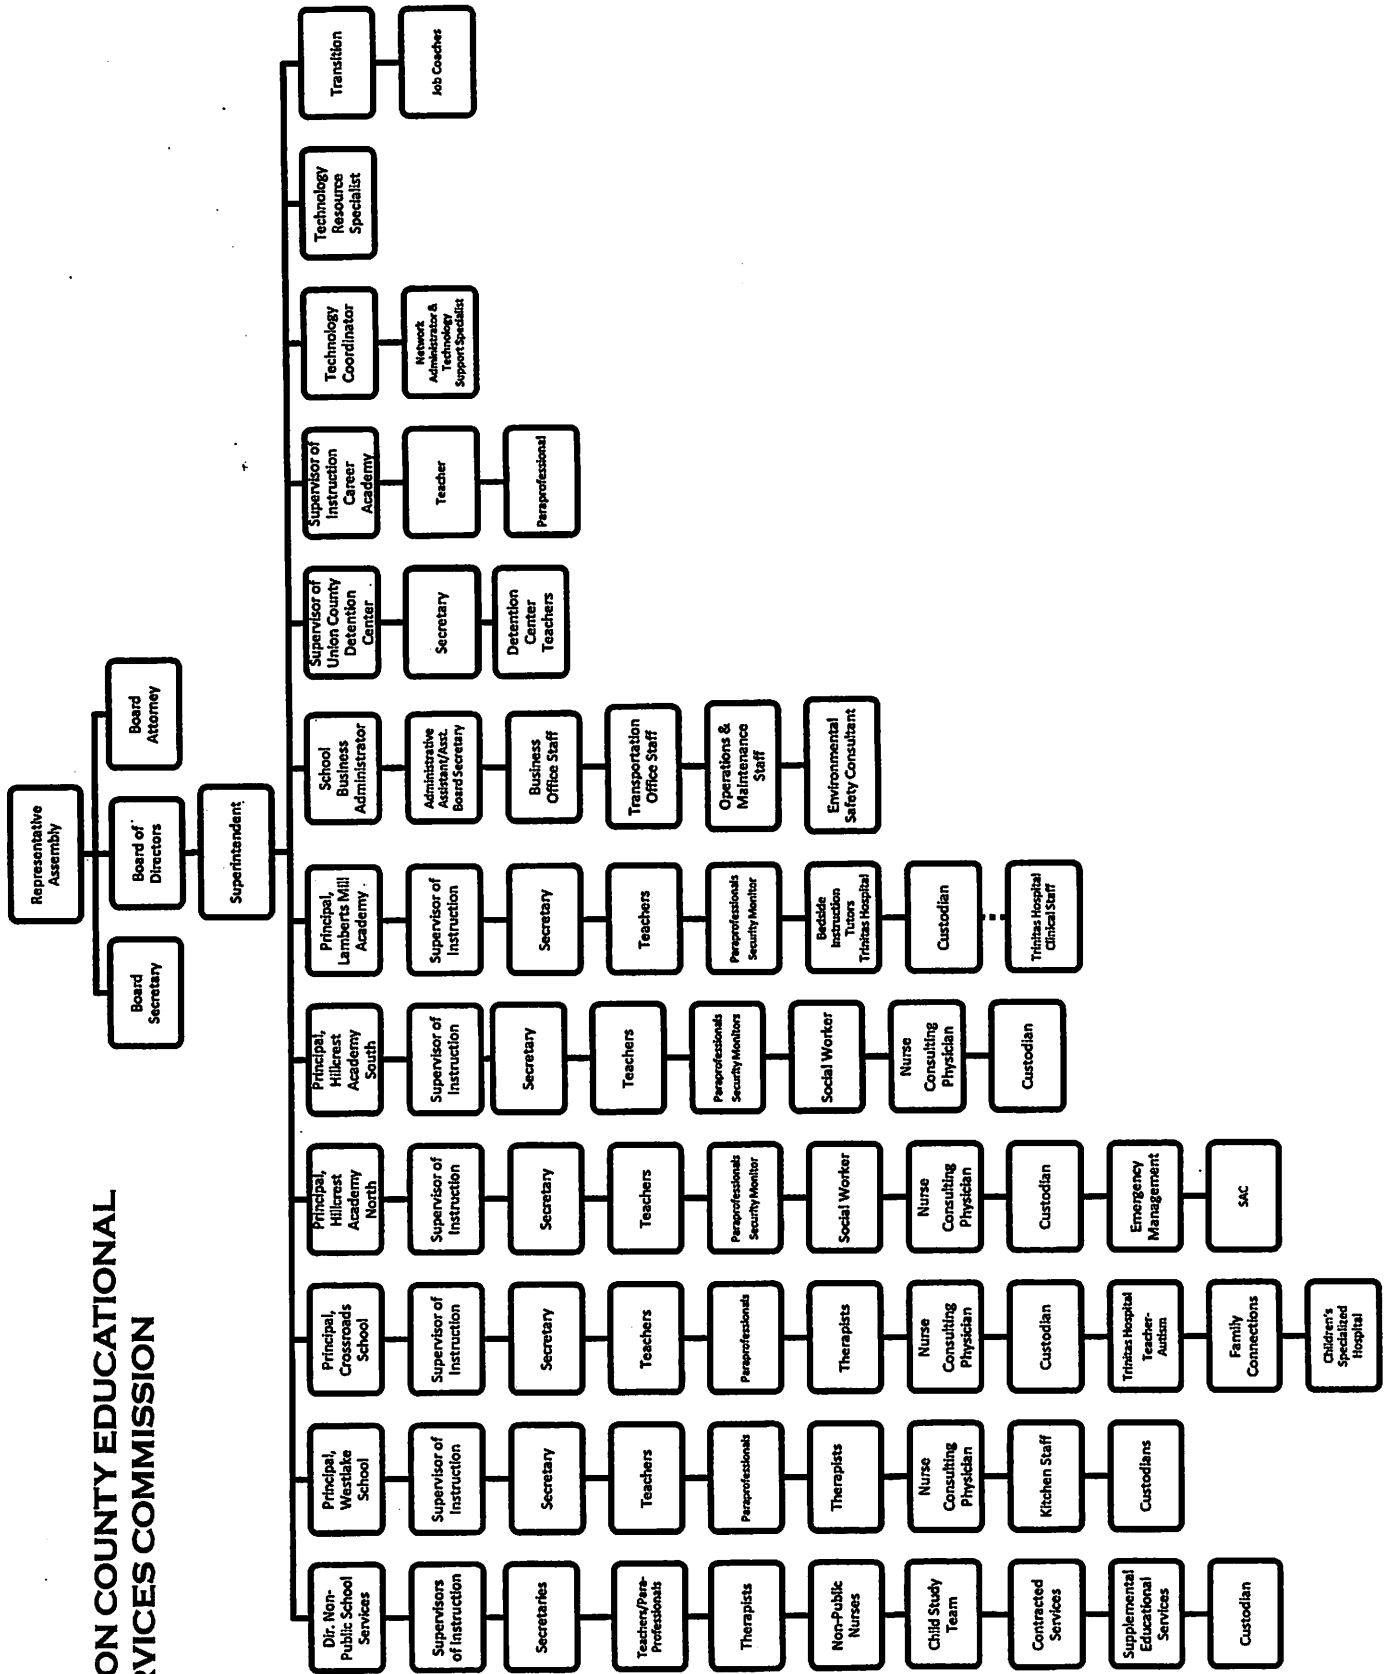 ON COUNTY EDUCATIONAL
RVICES COMMISSION
Representative
Assembly
Board
Secretary
Board of
Directors
Board
Attorney
Superintendent
Dir. Non-
Public School
Services
Supervisors
of Instruction
Secretaries
Teachers/Para-
Professionals
Therapists
Non-Public
Nurses
Child Study
Team
Contracted
Services
Supplemental
Educational
Services
Custodian
Principal,
Westlake
School
Supervisor of
Instruction
Secretary
Teachers
Paraprofessionals
Therapists
Nurse
Consulting
Physician
Kitchen Staff
Custodians
Principal,
Crossroads
School
Supervisor of
Instruction
Secretary
Teachers
Paraprofessionals
Therapists
Nurse
Consulting
Physician
Custodian
Trinitas Hospital
Teacher-
Autism
Family
Connections
Children's
Specialized
Hospital
Principal,
Hillcrest
Academy
North
Supervisor of
Instruction
Secretary
Teachers
Paraprofessionals
Security Monitor
Social Worker
Nurse
Consulting
Physician
Custodian
Emergency
Management
SAC
Principal,
Hillcrest
Academy
South
Supervisor of
Instruction
Secretary
Teachers
Paraprofessionals
Security Monitors
Social Worker
Nurse
Consulting
Physician
Custodian
Principal,
Lamberts Mill
Academy
Supervisor of
Instruction
Secretary
Teachers
Paraprofessionals
Security Monitor
Bedside
Instruction
Tutors
Trinitas Hospital
Custodian
Trinitas Hospital
Clinical Staff
School
Business
Administrator
Administrative
Assistant/Asst.
Board Secretary
Business
Office Staff
Transportation
Office Staff
Operations &
Maintenance
Staff
Environmental
Safety Consultant
Supervisor of
Union County
Detention
Center
Secretary
Detention
Center
Teachers
Supervisor of
Instruction
Career
Academy
Teacher
Paraprofessional
Technology
Coordinator
Network
Administrator &
Technology
Support Specialist
Technology
Resource
Specialist
Transition
Job Coaches